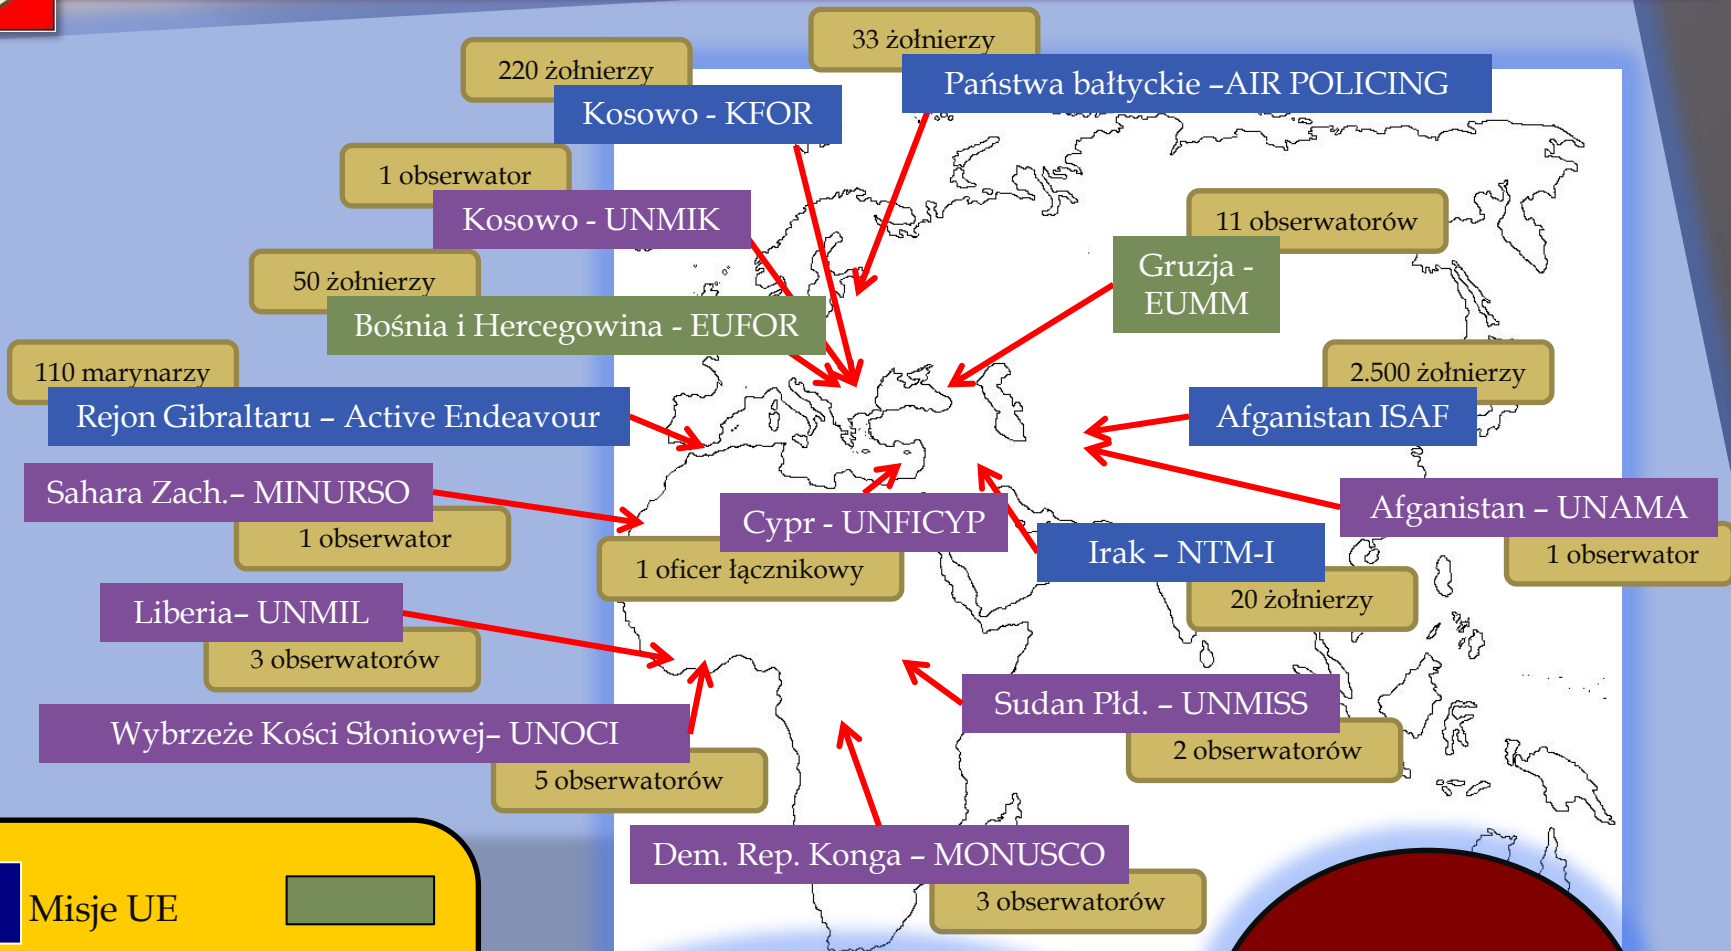 33 żołnierzy
Państwa bałtyckie –AIR POLICING
220 żołnierzy
Kosowo - KFOR
1 obserwator
Kosowo - UNMIK
11 obserwatorów
Gruzja -
EUMM
50 żołnierzy
Bośnia i Hercegowina - EUFOR
110 marynarzy
Rejon Gibraltaru – Active Endeavour
2.500 żołnierzy
Afganistan ISAF
Sahara Zach.– MINURSO
1 obserwator
Cypr - UNFICYP
1 oficer łącznikowy
Afganistan – UNAMA
1 obserwator
Irak – NTM-I
20 żołnierzy
Liberia– UNMIL
3 obserwatorów
Sudan Płd. – UNMISS
2 obserwatorów
Wybrzeże Kości Słoniowej– UNOCI
5 obserwatorów
Dem. Rep. Konga – MONUSCO
3 obserwatorów
Misje UE